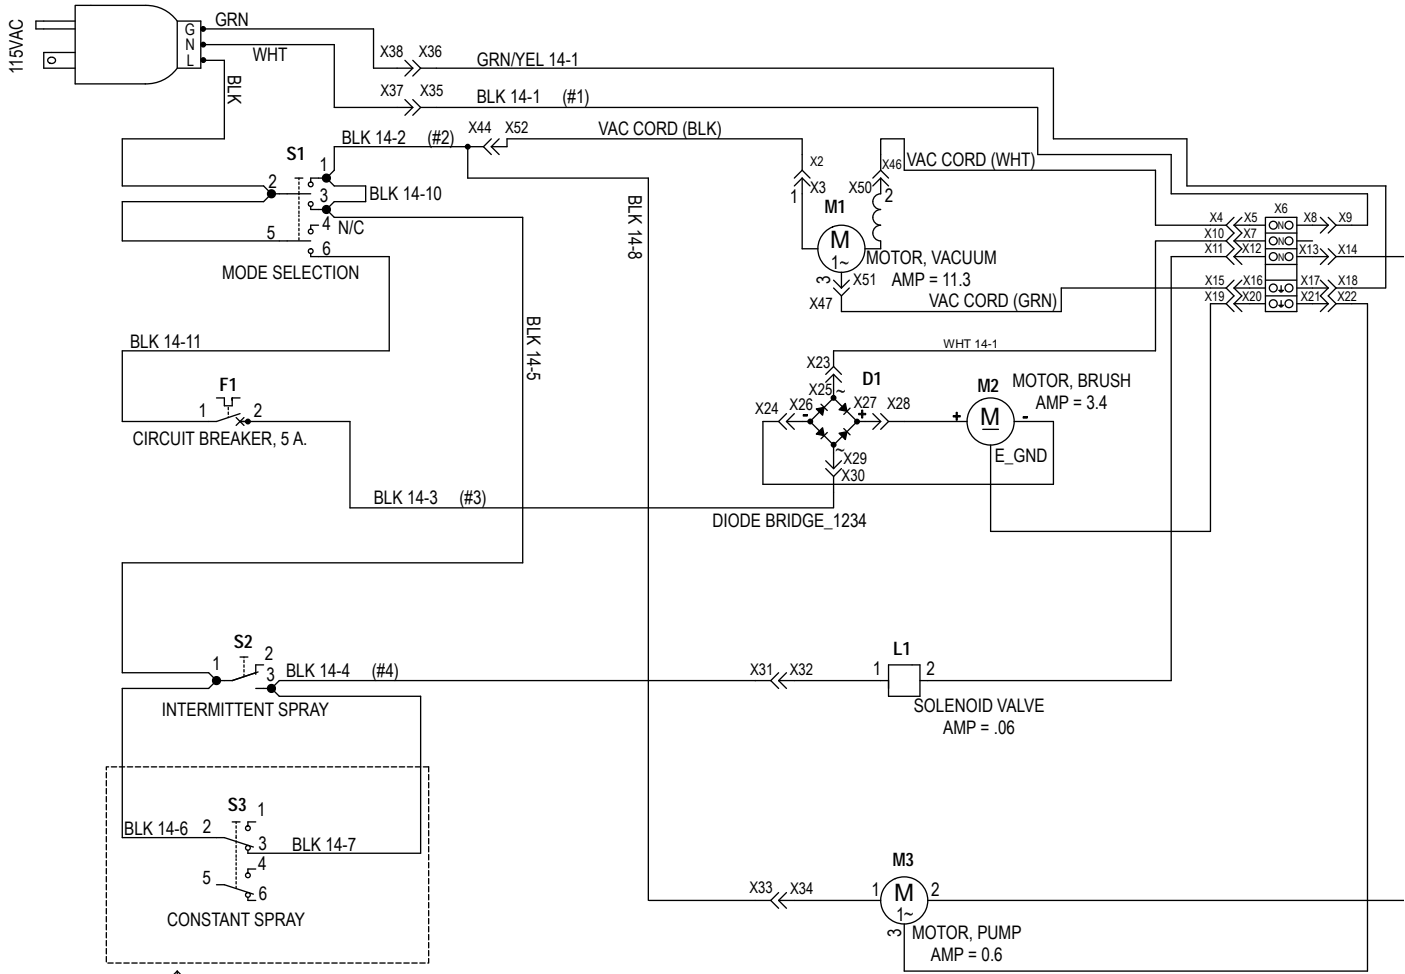 115VAC
G
N
L
GRN
WHT
BLK
X38 X36
GRN/YEL 14-1
X37 X35
BLK 14-1 (#1)
BLK 14-2 (#2)
X44 X52
VAC CORD (BLK)
S1
1
2
3
4
5
6
BLK 14-10
N/C
MODE SELECTION
BLK 14-8
BLK 14-5
X2
X3
1
M1
M
1~
X46
X50
2
VAC CORD (WHT)
MOTOR, VACUUM
AMP = 11.3
3
X51
X47
VAC CORD (GRN)
X6
X4 X5 ONO X8 X9
X10 X7 ONO
X11 X12 ONO X13 X14
X15 X16 O↓O X17 X18
X19 X20 O↓O X21 X22
BLK 14-11
F1
1 2
CIRCUIT BREAKER, 5 A.
WHT 14-1
X23
X25
~
D1
X24 X26 - + X27 X28
~
X29
X30
DIODE BRIDGE_1234
M2
+ M -
MOTOR, BRUSH
AMP = 3.4
E_GND
BLK 14-3 (#3)
S2
1 2
3
BLK 14-4 (#4)
INTERMITTENT SPRAY
X31 X32
L1
1 2
SOLENOID VALVE
AMP = .06
S3
1
2
3
4
5
6
BLK 14-6
BLK 14-7
CONSTANT SPRAY
X33 X34
M3
1 M 2
1~
3
MOTOR, PUMP
AMP = 0.6